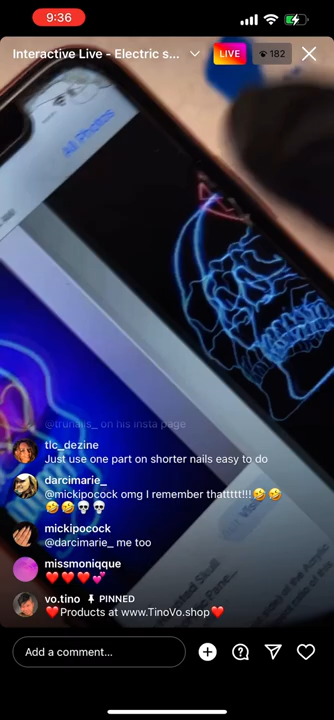 9:36
Interactive Live - Electric s...
LIVE
182
All Photos
@trunails_ on his insta page
tlc_dezine
Just use one part on shorter nails easy to do
darcimarie_
@mickipocock omg I remember thattttt!!!🤣🤣
🤣🤣💀💀
mickipocock
@darcimarie_ me too
missmoniqque
❤️❤️❤️💕
vo.tino PINNED
❤️Products at www.TinoVo.shop❤️
Add a comment...